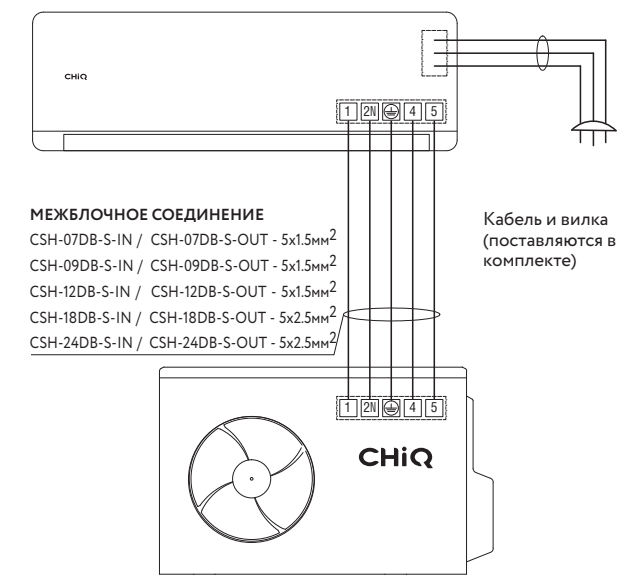 CHiQ
1 2N 4 5
МЕЖБЛОЧНОЕ СОЕДИНЕНИЕ
CSH-07DB-S-IN / CSH-07DB-S-OUT - 5x1.5мм²
CSH-09DB-S-IN / CSH-09DB-S-OUT - 5x1.5мм²
CSH-12DB-S-IN / CSH-12DB-S-OUT - 5x1.5мм²
CSH-18DB-S-IN / CSH-18DB-S-OUT - 5x2.5мм²
CSH-24DB-S-IN / CSH-24DB-S-OUT - 5x2.5мм²
Кабель и вилка
(поставляются в
комплекте)
1 2N 4 5
CHiQ